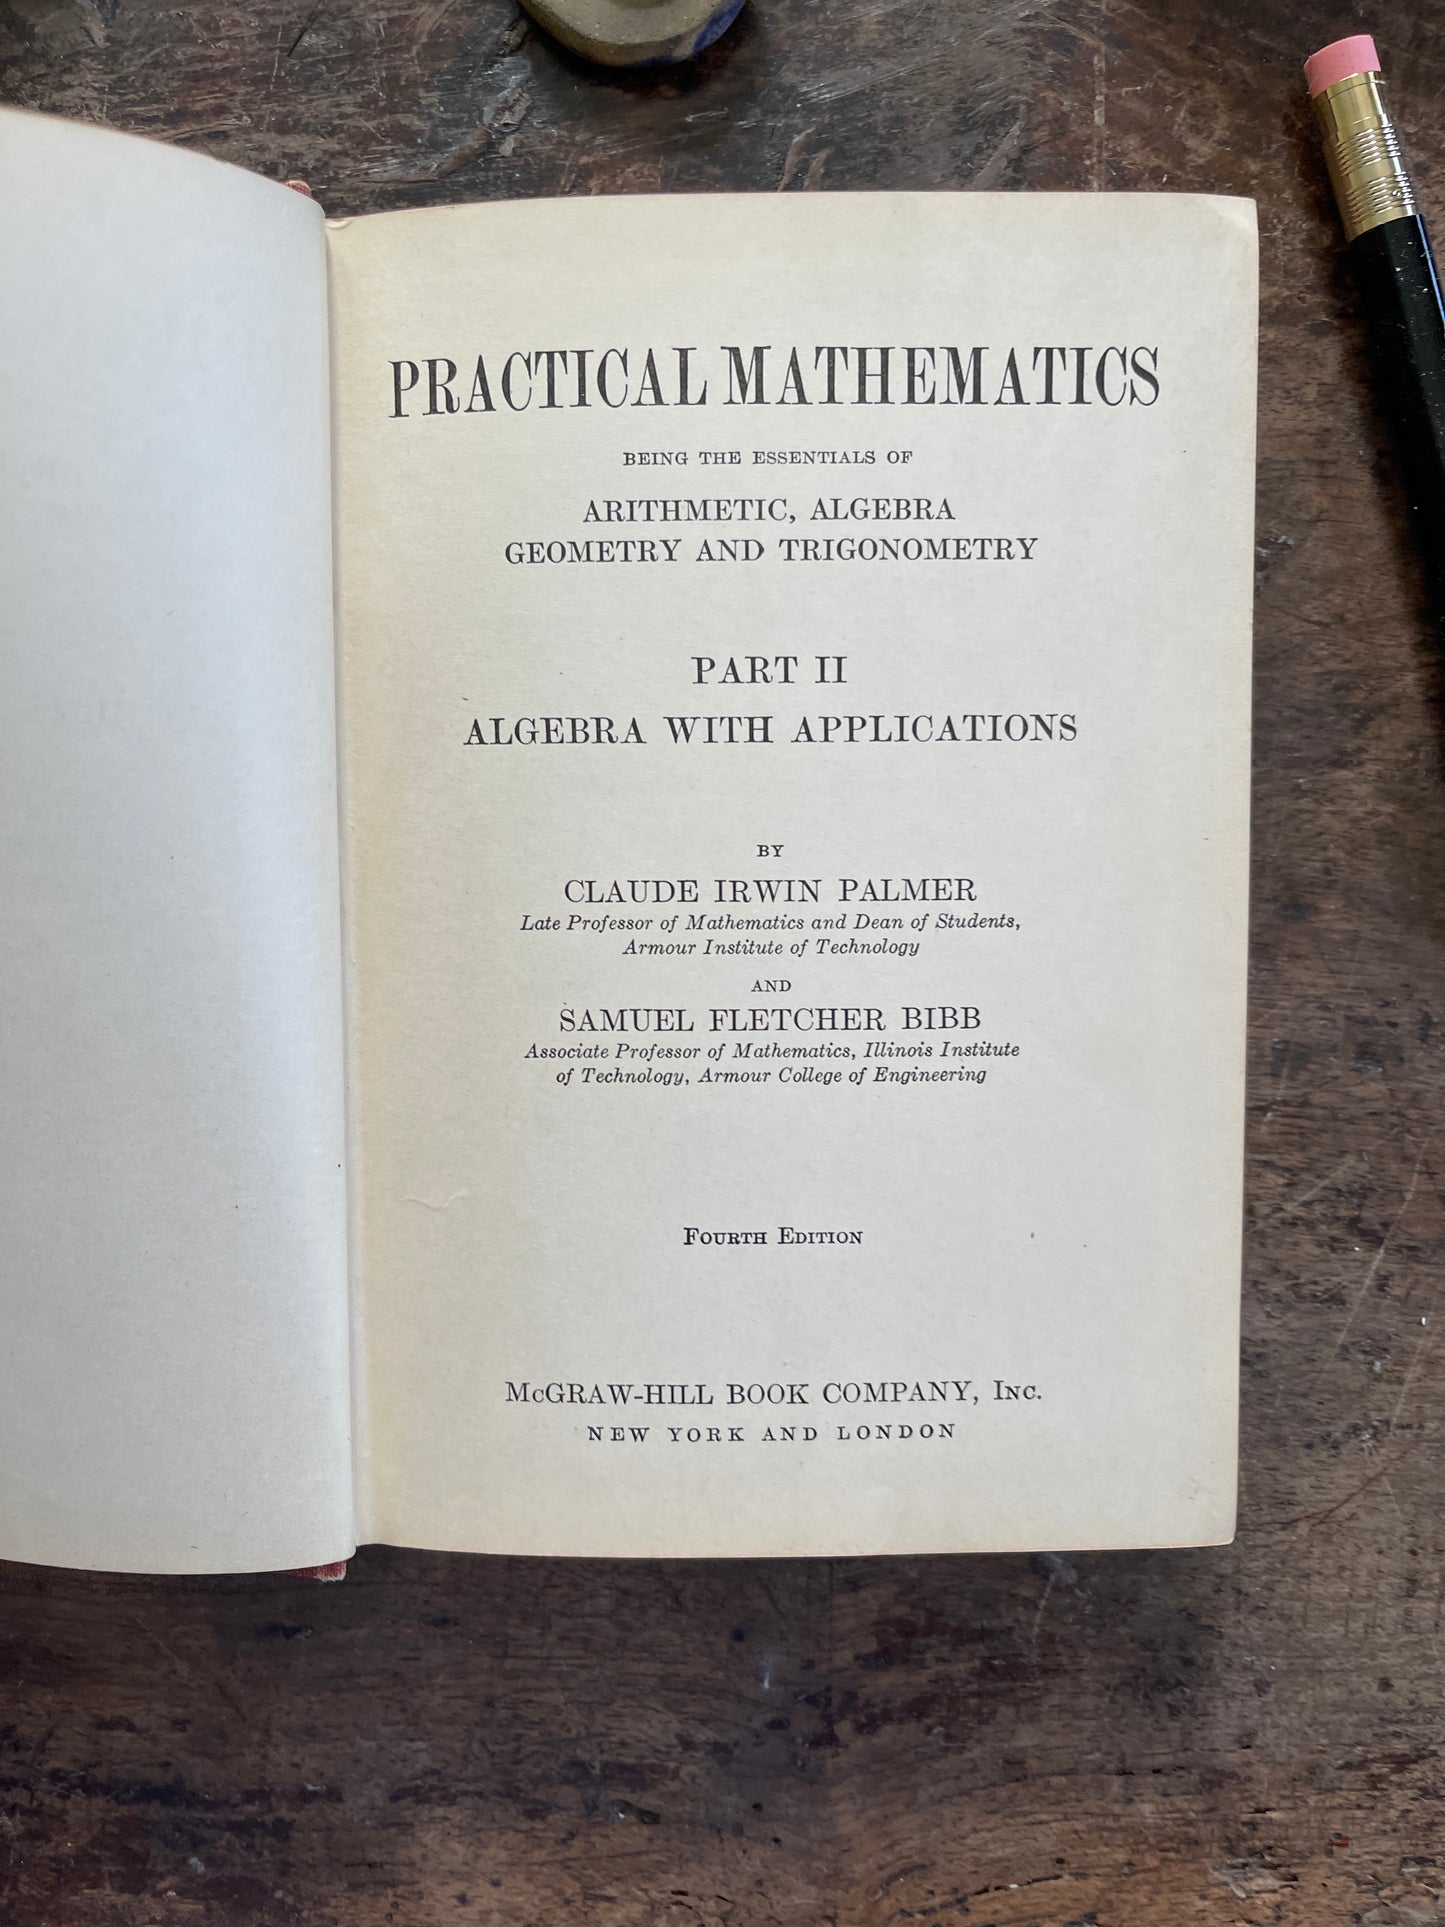 PRACTICAL MATHEMATICS
BEING THE ESSENTIALS OF
ARITHMETIC, ALGEBRA
GEOMETRY AND TRIGONOMETRY
PART II
ALGEBRA WITH APPLICATIONS
BY
CLAUDE IRWIN PALMER
Late Professor of Mathematics and Dean of Students,
Armour Institute of Technology
AND
SAMUEL FLETCHER BIBB
Associate Professor of Mathematics, Illinois Institute
of Technology, Armour College of Engineering
FOURTH EDITION
McGRAW-HILL BOOK COMPANY, INC.
NEW YORK AND LONDON